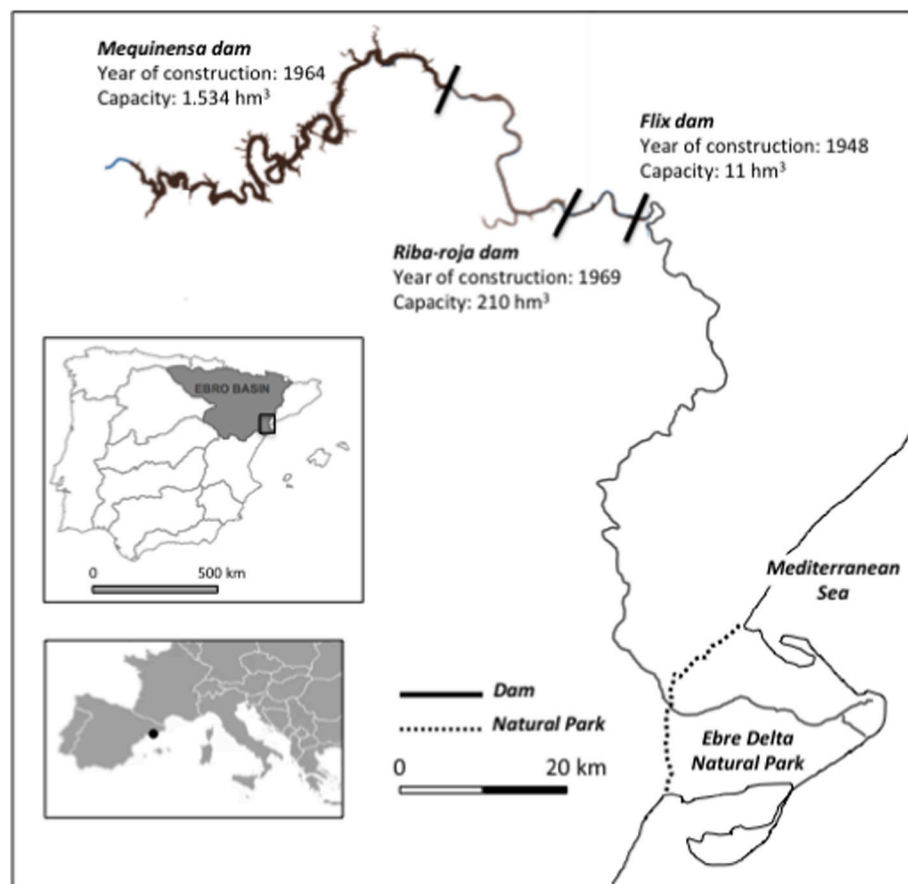 Mequinensa dam
Year of construction: 1964
Capacity: 1.534 hm³
Flix dam
Year of construction: 1948
Capacity: 11 hm³
Riba-roja dam
Year of construction: 1969
Capacity: 210 hm³
EBRO BASIN
0 500 km
Mediterranean
Sea
Dam
Natural Park
0 20 km
Ebre Delta
Natural Park